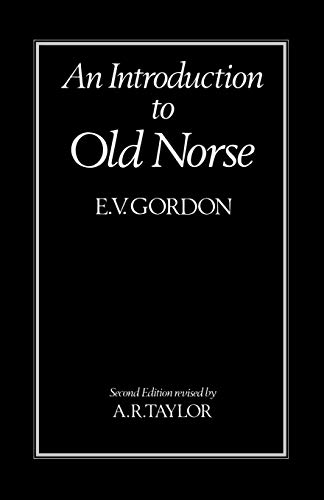 An Introduction
to
Old Norse
E.V. GORDON
Second Edition revised by
A.R. TAYLOR